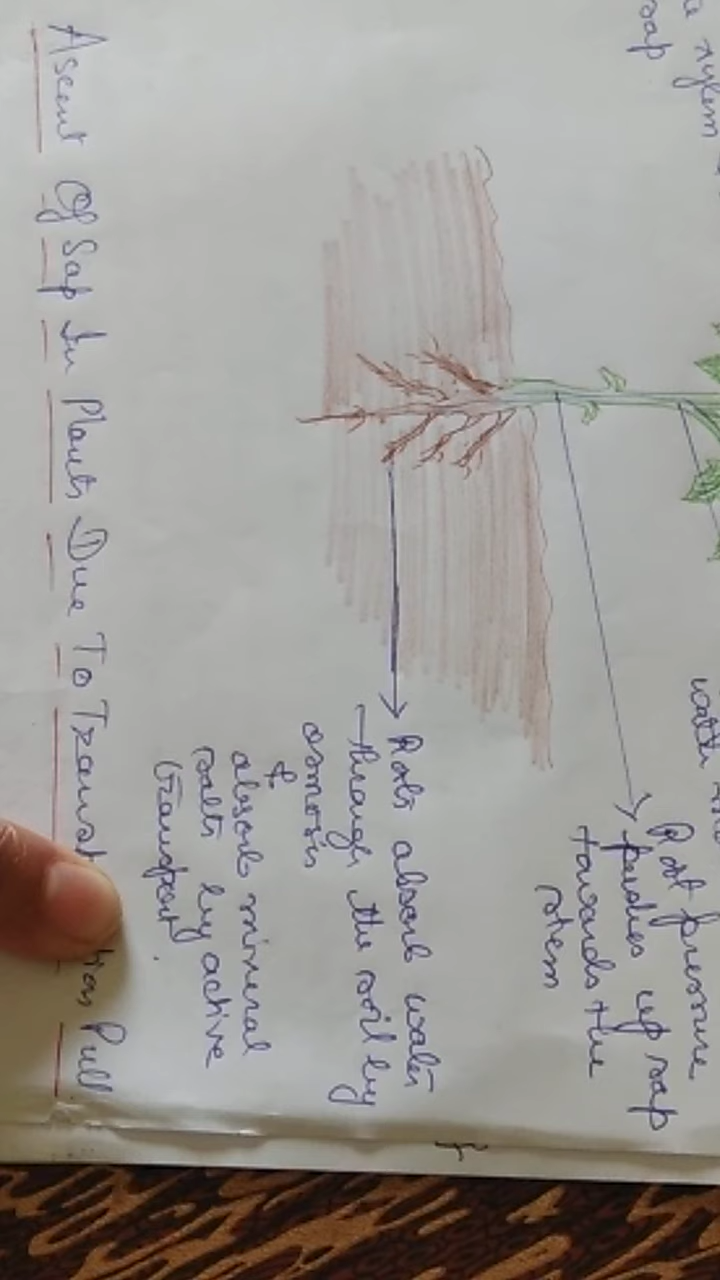 xylem
sap
water
Root pressure
pushes up sap
towards the
stem
Roots absorb water
through the soil by
osmosis
&
absorb mineral
salts by active
transport.
Ascent Of Sap In Plants Due To Pull